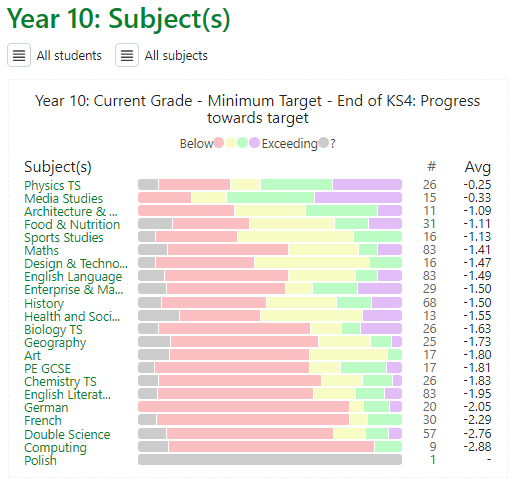 Year 10: Subject(s)
All students All subjects
Year 10: Current Grade - Minimum Target - End of KS4: Progress
towards target
Below Exceeding ?
Subject(s) # Avg
Physics TS 26 -0.25
Media Studies 15 -0.33
Architecture & ... 11 -1.09
Food & Nutrition 31 -1.11
Sports Studies 16 -1.13
Maths 83 -1.41
Design & Techno... 16 -1.47
English Language 83 -1.49
Enterprise & Ma... 29 -1.50
History 68 -1.50
Health and Soci... 13 -1.55
Biology TS 26 -1.63
Geography 25 -1.73
Art 17 -1.80
PE GCSE 17 -1.81
Chemistry TS 26 -1.83
English Literat... 83 -1.95
German 20 -2.05
French 30 -2.29
Double Science 57 -2.76
Computing 9 -2.88
Polish 1 -